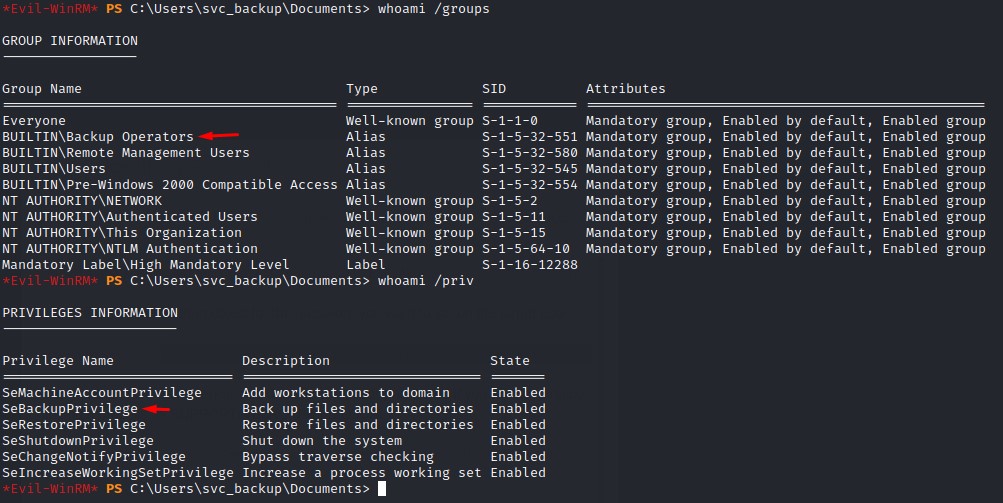 *Evil-WinRM* PS C:\Users\svc_backup\Documents> whoami /groups
GROUP INFORMATION
Group Name Type SID Attributes
Everyone Well-known group S-1-1-0 Mandatory group, Enabled by default, Enabled group
BUILTIN\Backup Operators Alias S-1-5-32-551 Mandatory group, Enabled by default, Enabled group
BUILTIN\Remote Management Users Alias S-1-5-32-580 Mandatory group, Enabled by default, Enabled group
BUILTIN\Users Alias S-1-5-32-545 Mandatory group, Enabled by default, Enabled group
BUILTIN\Pre-Windows 2000 Compatible Access Alias S-1-5-32-554 Mandatory group, Enabled by default, Enabled group
NT AUTHORITY\NETWORK Well-known group S-1-5-2 Mandatory group, Enabled by default, Enabled group
NT AUTHORITY\Authenticated Users Well-known group S-1-5-11 Mandatory group, Enabled by default, Enabled group
NT AUTHORITY\This Organization Well-known group S-1-5-15 Mandatory group, Enabled by default, Enabled group
NT AUTHORITY\NTLM Authentication Well-known group S-1-5-64-10 Mandatory group, Enabled by default, Enabled group
Mandatory Label\High Mandatory Level Label S-1-16-12288
*Evil-WinRM* PS C:\Users\svc_backup\Documents> whoami /priv
PRIVILEGES INFORMATION
Privilege Name Description State
SeMachineAccountPrivilege Add workstations to domain Enabled
SeBackupPrivilege Back up files and directories Enabled
SeRestorePrivilege Restore files and directories Enabled
SeShutdownPrivilege Shut down the system Enabled
SeChangeNotifyPrivilege Bypass traverse checking Enabled
SeIncreaseWorkingSetPrivilege Increase a process working set Enabled
*Evil-WinRM* PS C:\Users\svc_backup\Documents>